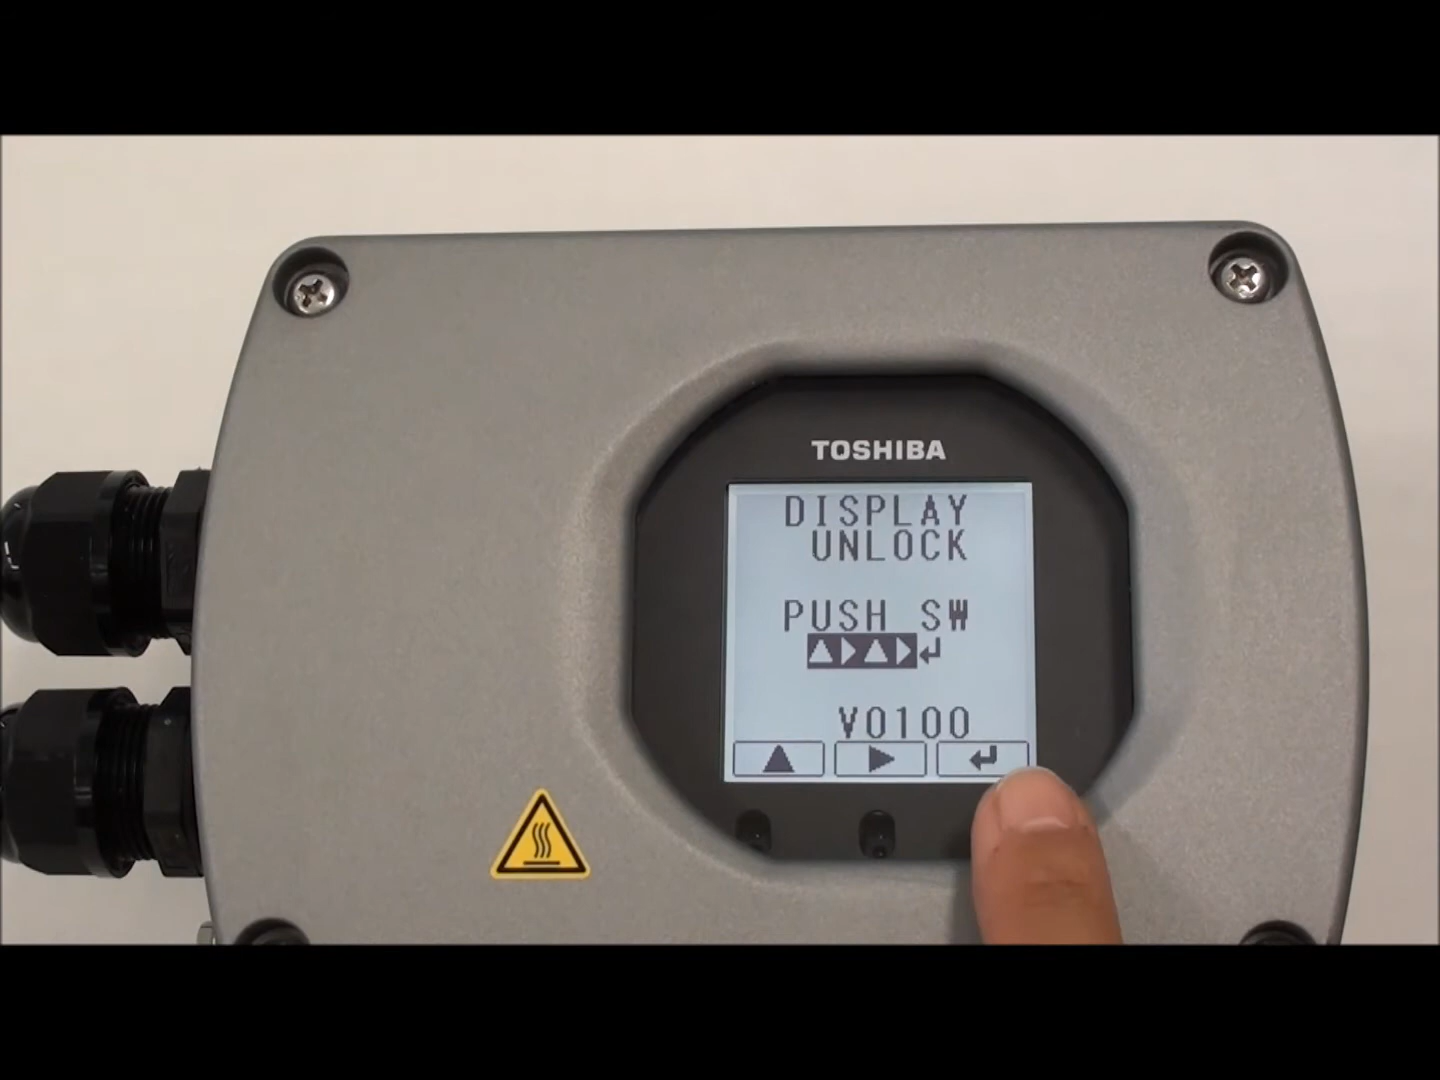 TOSHIBA
DISPLAY
UNLOCK
PUSH SW
△▷△▷↵
V0100
▲ ▶ ↵